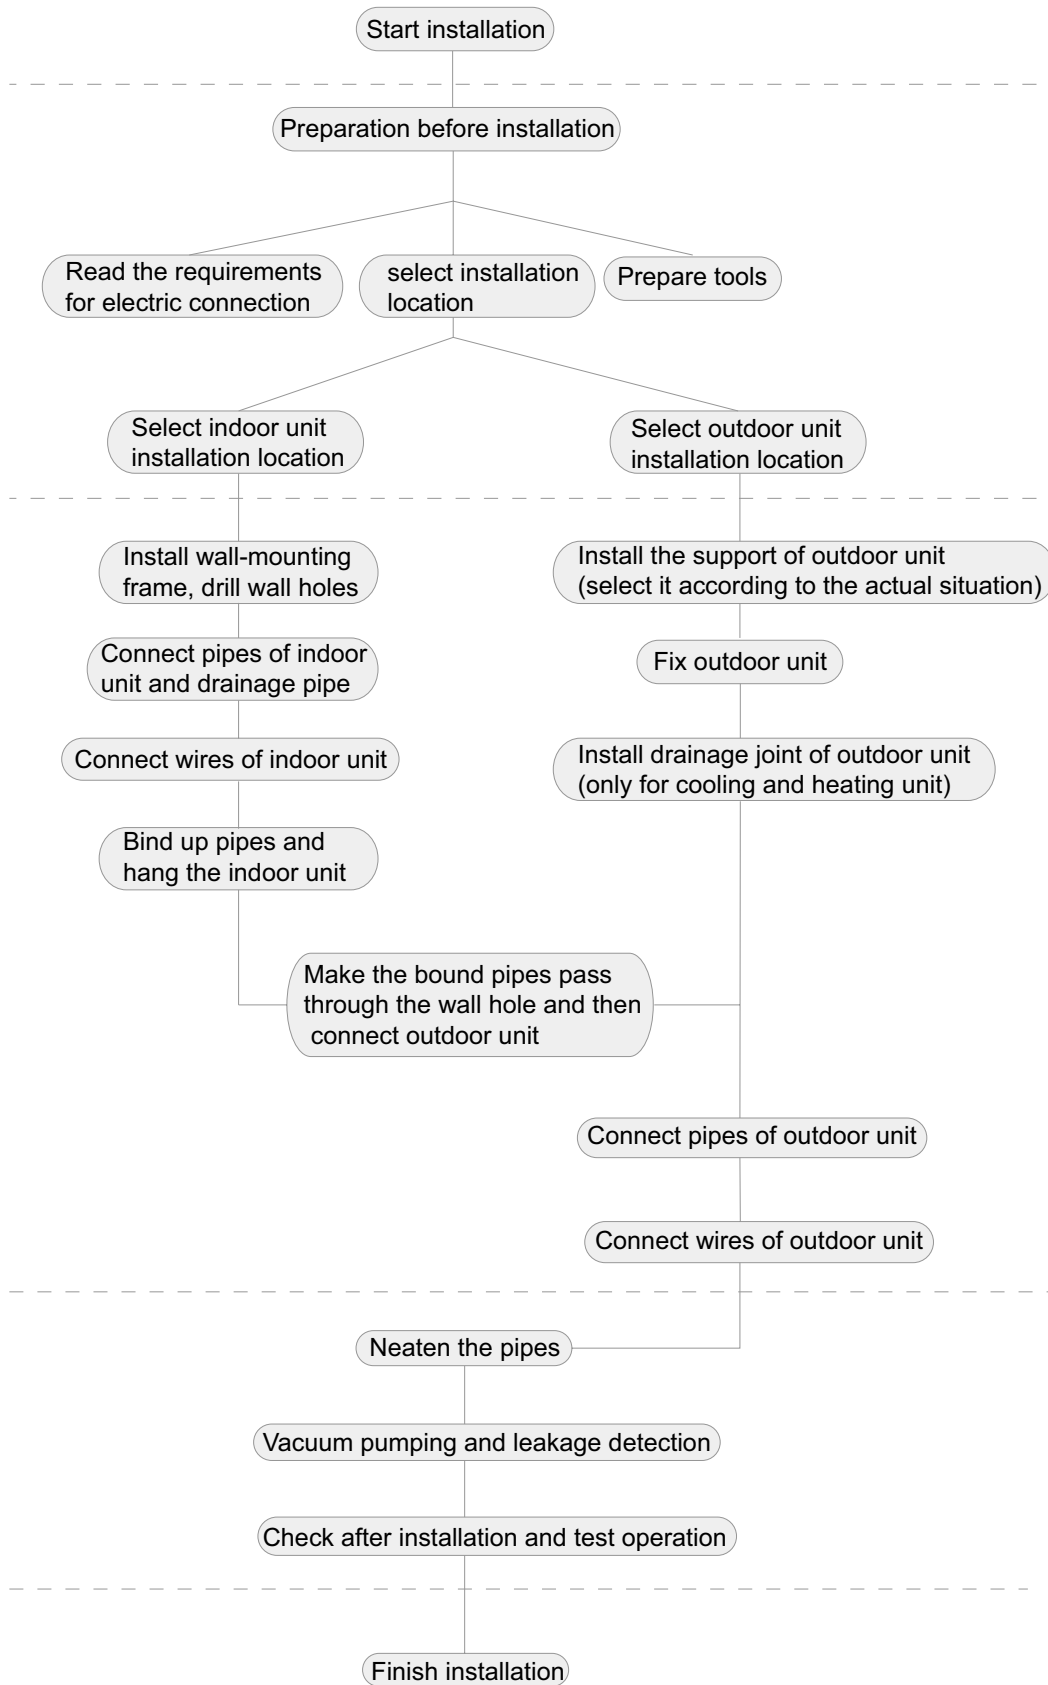 Start installation
Preparation before installation
Read the requirements
for electric connection
select installation
location
Prepare tools
Select indoor unit
installation location
Select outdoor unit
installation location
Install wall-mounting
frame, drill wall holes
Install the support of outdoor unit
(select it according to the actual situation)
Connect pipes of indoor
unit and drainage pipe
Fix outdoor unit
Connect wires of indoor unit
Install drainage joint of outdoor unit
(only for cooling and heating unit)
Bind up pipes and
hang the indoor unit
Make the bound pipes pass
through the wall hole and then
connect outdoor unit
Connect pipes of outdoor unit
Connect wires of outdoor unit
Neaten the pipes
Vacuum pumping and leakage detection
Check after installation and test operation
Finish installation